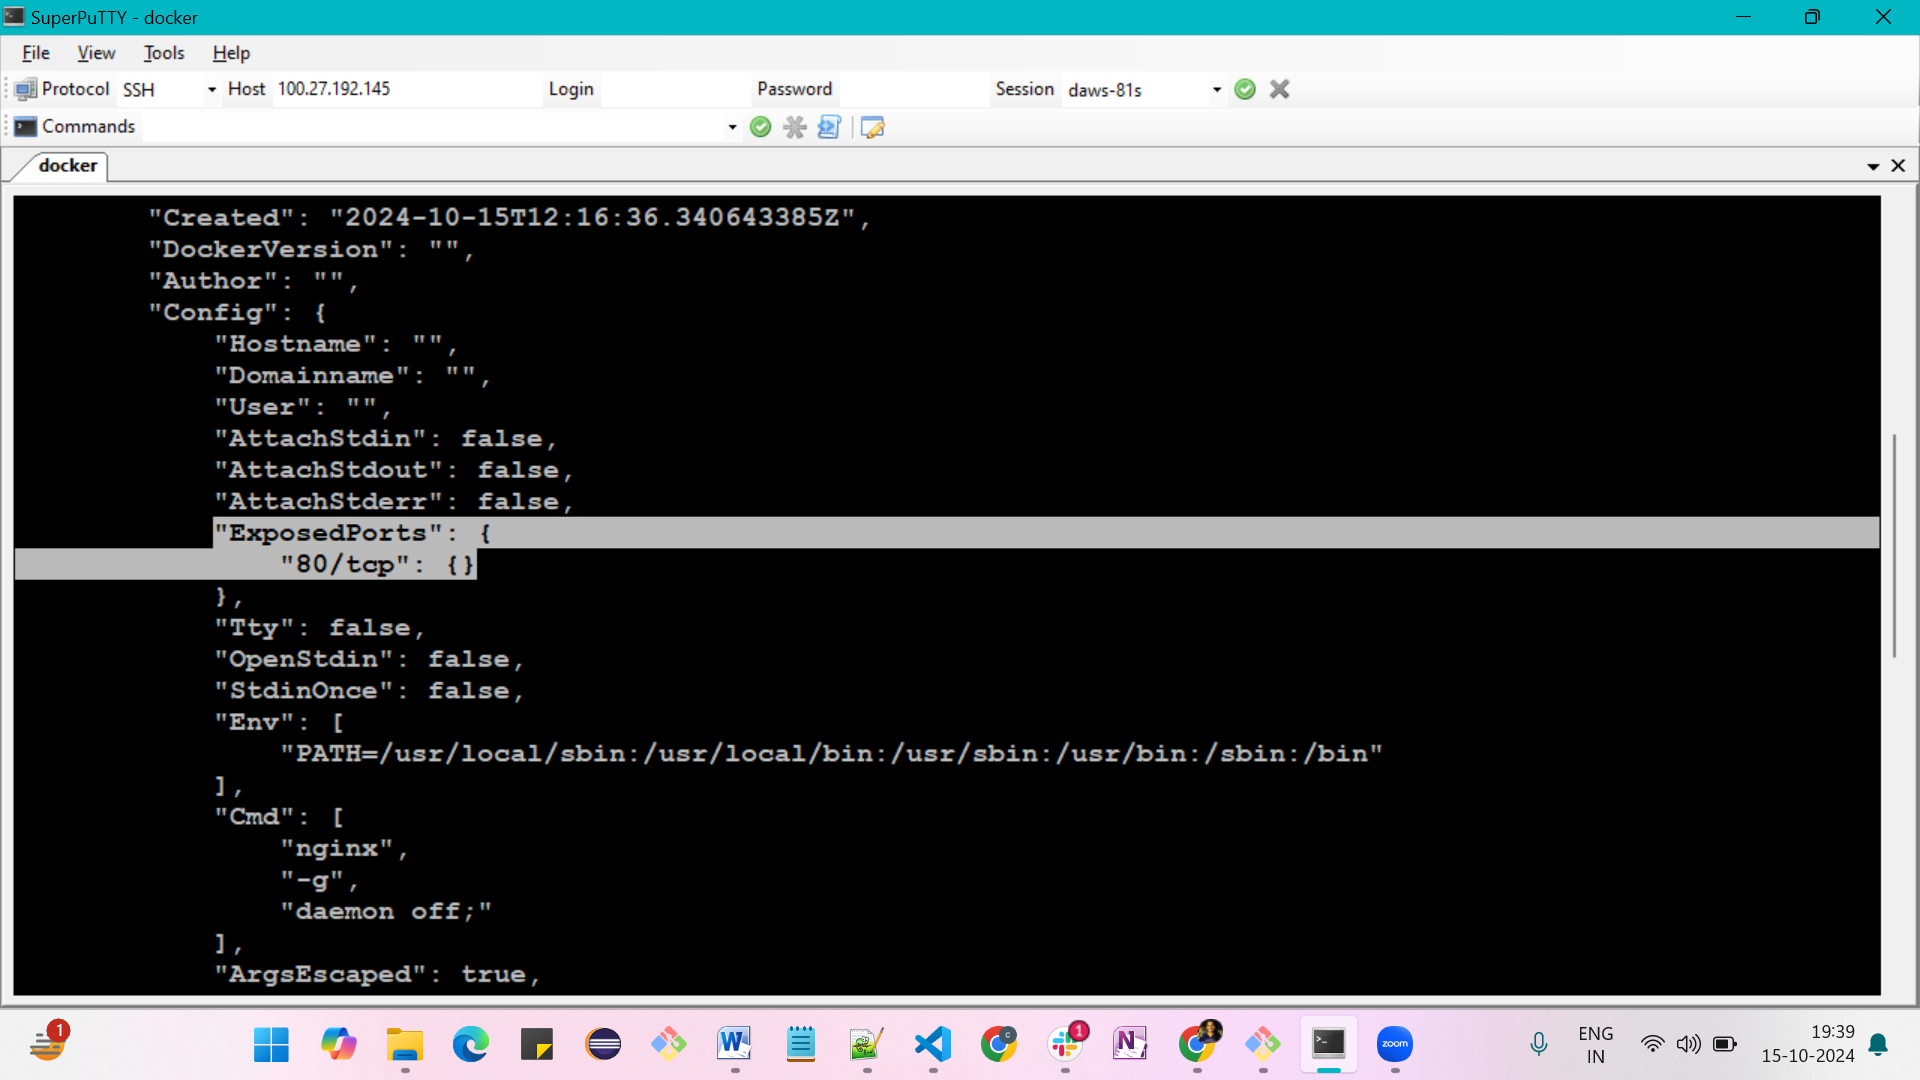 SuperPuTTY - docker
File View Tools Help
Protocol SSH Host 100.27.192.145 Login Password Session daws-81s
Commands
docker
"Created": "2024-10-15T12:16:36.340643385Z",
"DockerVersion": "",
"Author": "",
"Config": {
"Hostname": "",
"Domainname": "",
"User": "",
"AttachStdin": false,
"AttachStdout": false,
"AttachStderr": false,
"ExposedPorts": {
"80/tcp": {}
},
"Tty": false,
"OpenStdin": false,
"StdinOnce": false,
"Env": [
"PATH=/usr/local/sbin:/usr/local/bin:/usr/sbin:/usr/bin:/sbin:/bin"
],
"Cmd": [
"nginx",
"-g",
"daemon off;"
],
"ArgsEscaped": true,
1
W
C
1
N
zoom
ENG
IN
19:39
15-10-2024